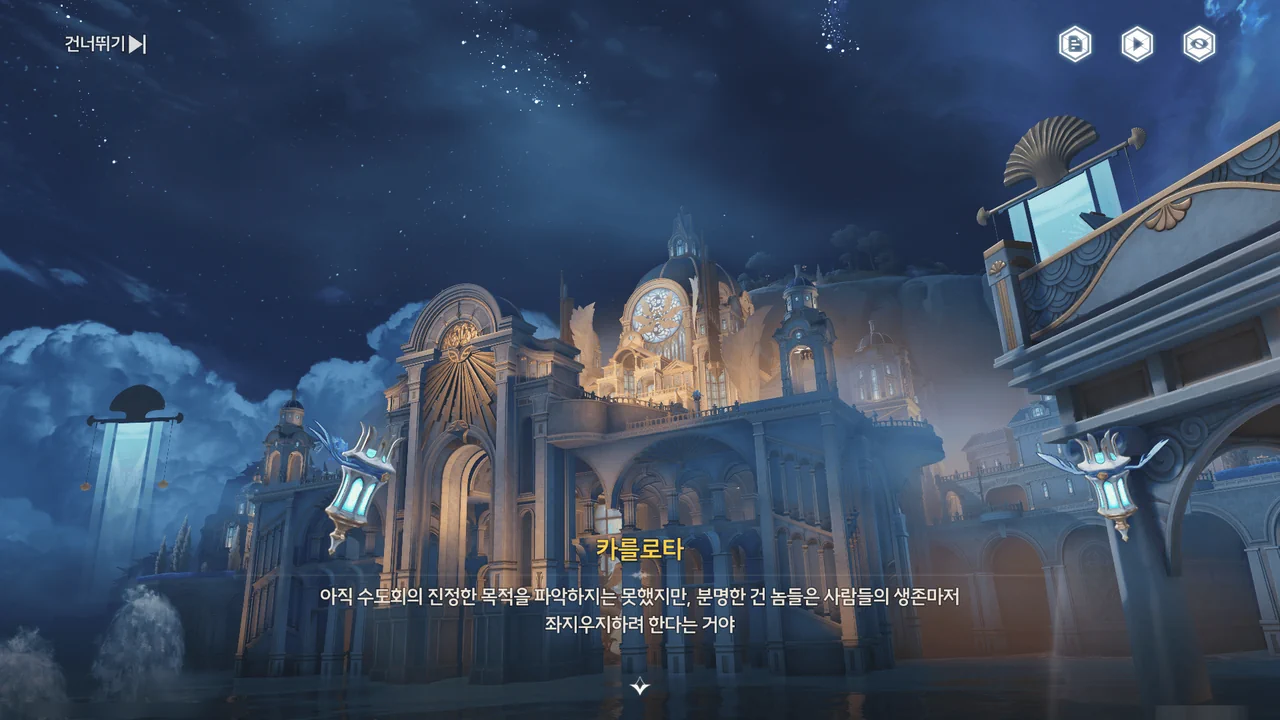 건너뛰기
카를로타
아직 수도회의 진정한 목적을 파악하지는 못했지만, 분명한 건 놈들은 사람들의 생존마저
좌지우지하려 한다는 거야